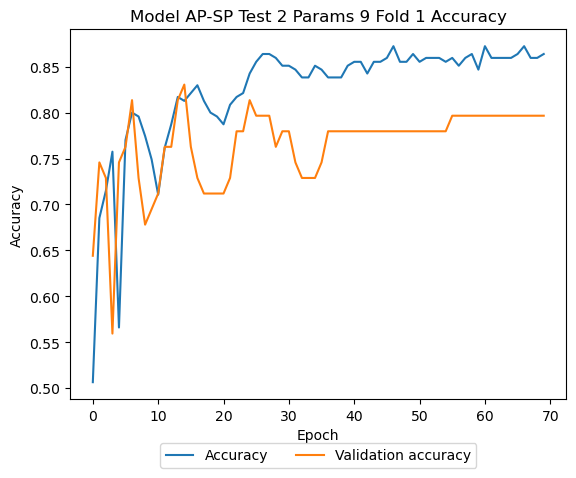 Model AP-SP Test 2 Params 9 Fold 1 Accuracy
Accuracy
0.85
0.80
0.75
0.70
0.65
0.60
0.55
0.50
0 10 20 30 40 50 60 70
Epoch
Accuracy Validation accuracy